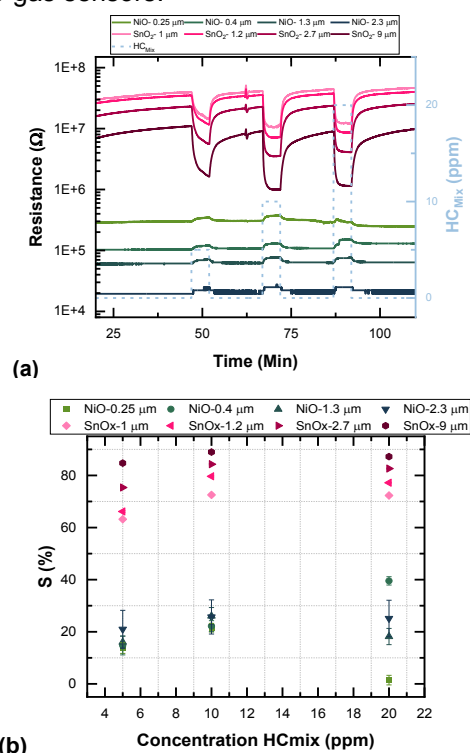 gas sensors.
NiO- 0.25 μm NiO- 0.4 μm NiO- 1.3 μm NiO- 2.3 μm
SnO₂- 1 μm SnO₂- 1.2 μm SnO₂- 2.7 μm SnO₂- 9 μm
HC_Mix
1E+8
1E+7
1E+6
1E+5
1E+4
Resistance (Ω)
20
10
0
HC_Mix (ppm)
25 50 75 100
Time (Min)
(a)
NiO-0.25 μm NiO-0.4 μm NiO-1.3 μm NiO-2.3 μm
SnOx-1 μm SnOx-1.2 μm SnOx-2.7 μm SnOx-9 μm
80
60
40
20
0
S (%)
4 6 8 10 12 14 16 18 20 22
Concentration HCmix (ppm)
(b)